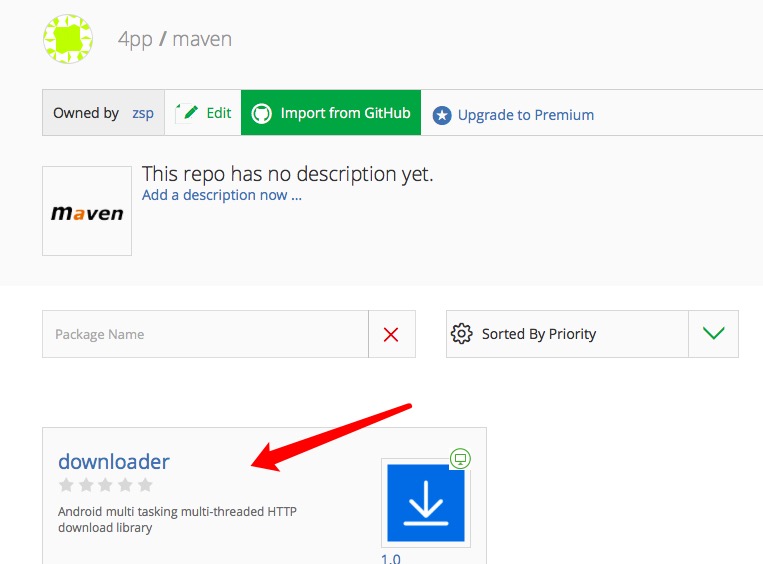 4pp / maven
Owned by zsp Edit Import from GitHub Upgrade to Premium
This repo has no description yet.
Add a description now ...
maven
Package Name
Sorted By Priority
downloader
Android multi tasking multi-threaded HTTP
download library
1.0